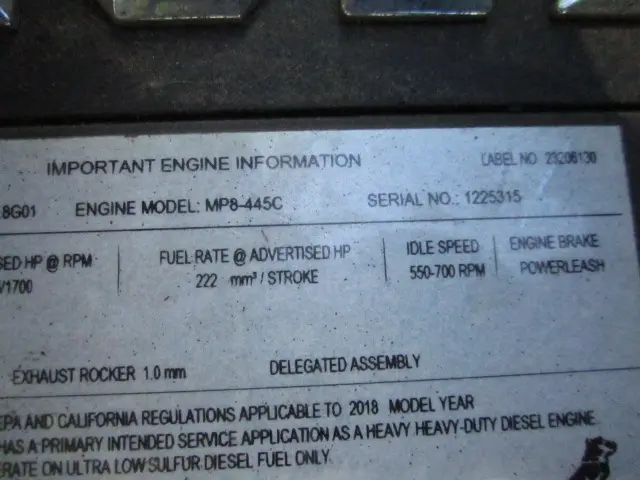 IMPORTANT ENGINE INFORMATION LABEL NO 23206130
8G01 ENGINE MODEL: MP8-445C SERIAL NO.: 1225315
SED HP @ RPM FUEL RATE @ ADVERTISED HP IDLE SPEED ENGINE BRAKE
/1700 222 mm³ / STROKE 550-700 RPM POWERLEASH
EXHAUST ROCKER 1.0 mm DELEGATED ASSEMBLY
EPA AND CALIFORNIA REGULATIONS APPLICABLE TO 2018 MODEL YEAR
HAS A PRIMARY INTENDED SERVICE APPLICATION AS A HEAVY HEAVY-DUTY DIESEL ENGINE
RATE ON ULTRA LOW SULFUR DIESEL FUEL ONLY.